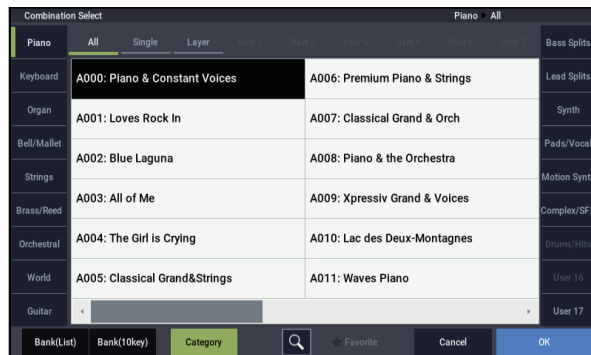 Combination Select
Piano ▶ All
Piano
All
Single
Layer
User 2
User 3
User 4
User 5
User 6
User 7
Bass Splits
Keyboard
A000: Piano & Constant Voices
A006: Premium Piano & Strings
Lead Splits
Organ
A001: Loves Rock In
A007: Classical Grand & Orch
Synth
Bell/Mallet
A002: Blue Laguna
A008: Piano & the Orchestra
Pads/Vocal
Strings
A003: All of Me
A009: Xpressiv Grand & Voices
Motion Synt
Brass/Reed
A004: The Girl is Crying
A010: Lac des Deux-Montagnes
Complex/SF
Orchestral
A005: Classical Grand&Strings
A011: Waves Piano
Drums/Hits
World
User 16
Guitar
User 17
Bank(List)
Bank(10key)
Category
Favorite
Cancel
OK